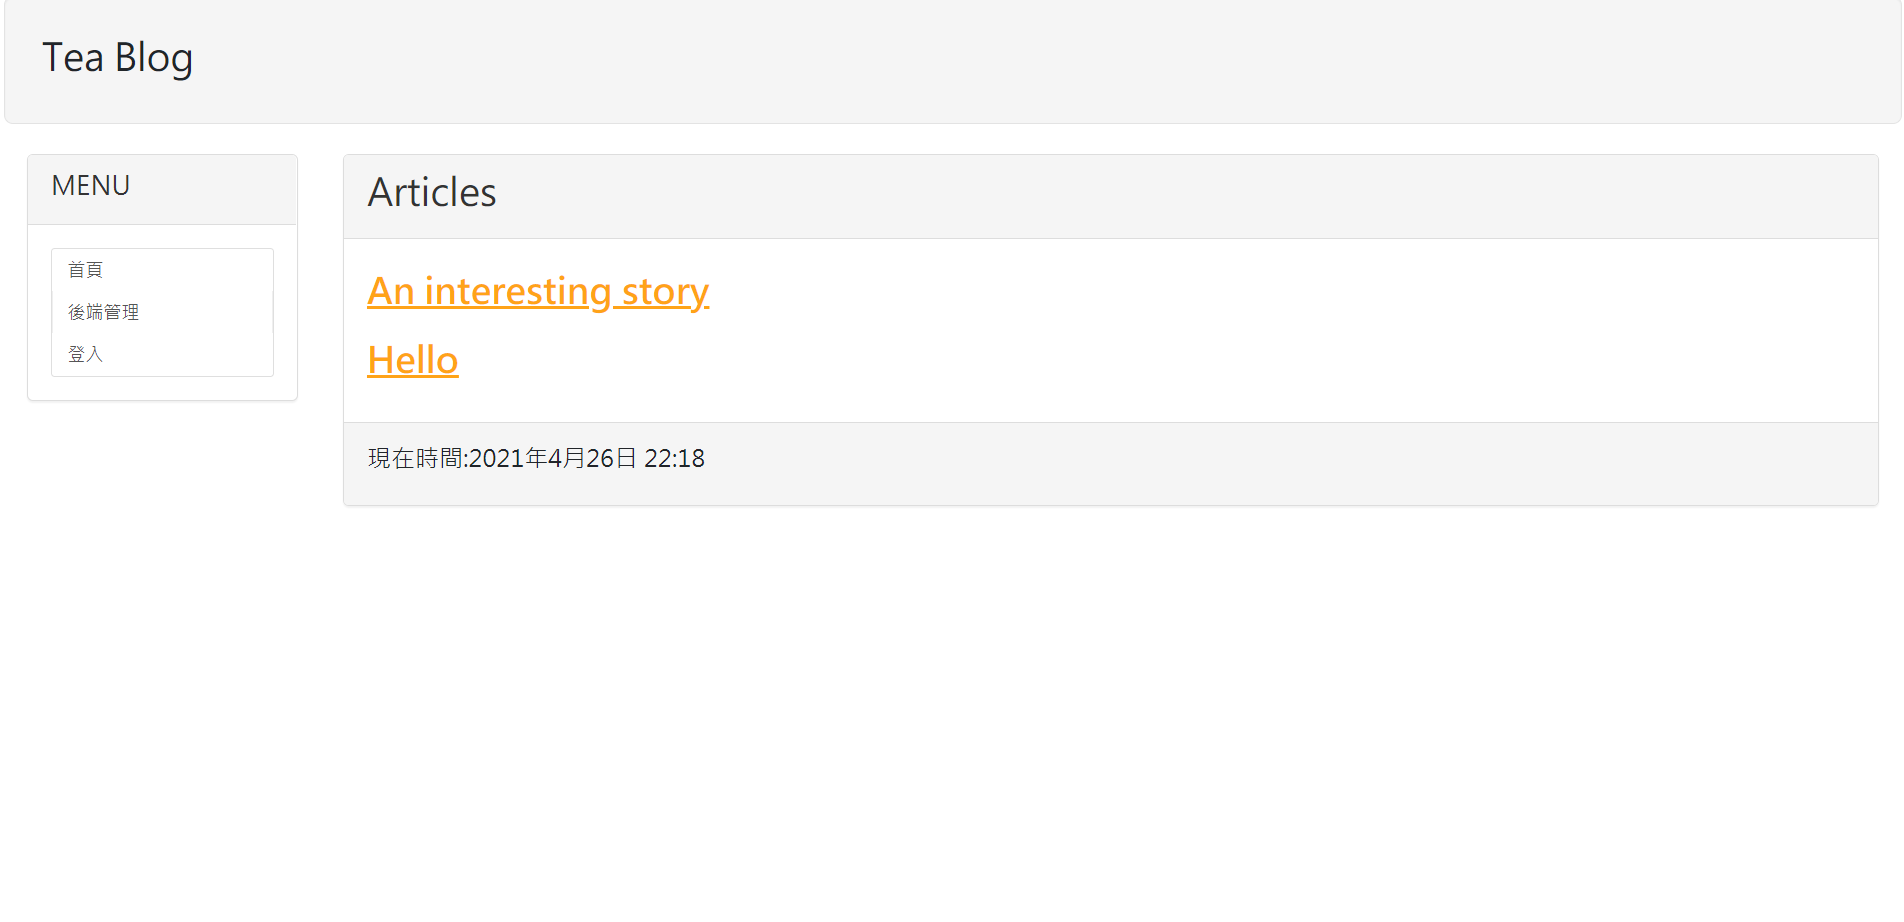 Tea Blog
MENU
首頁
後端管理
登入
Articles
An interesting story
Hello
現在時間:2021年4月26日 22:18